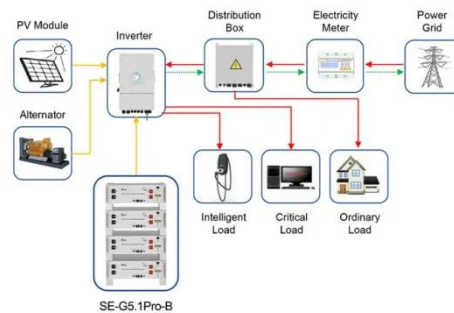 PV Module
Inverter
Distribution
Box
Electricity
Meter
Power
Grid
Alternator
Intelligent
Load
Critical
Load
Ordinary
Load
SE-G5.1Pro-B